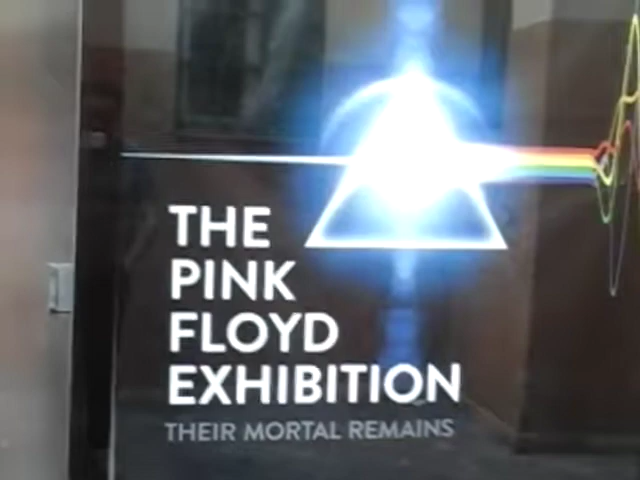 THE
PINK
FLOYD
EXHIBITION
THEIR MORTAL REMAINS